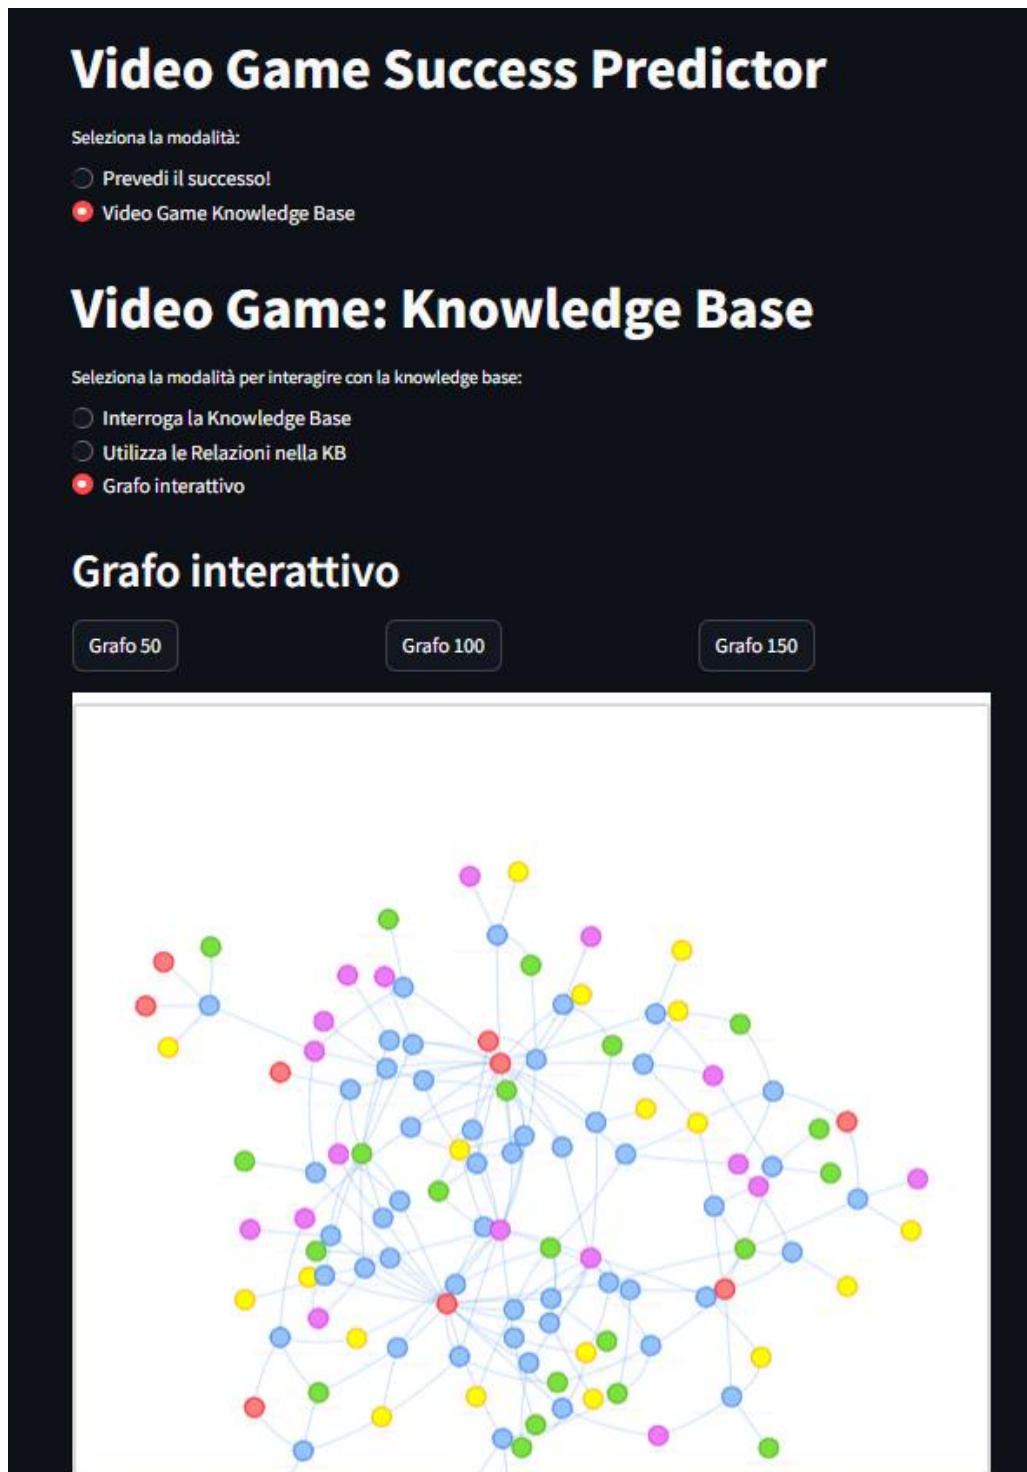 Video Game Success Predictor
Seleziona la modalità:
Prevedi il successo!
Video Game Knowledge Base
Video Game: Knowledge Base
Seleziona la modalità per interagire con la knowledge base:
Interroga la Knowledge Base
Utilizza le Relazioni nella KB
Grafo interattivo
Grafo interattivo
Grafo 50
Grafo 100
Grafo 150